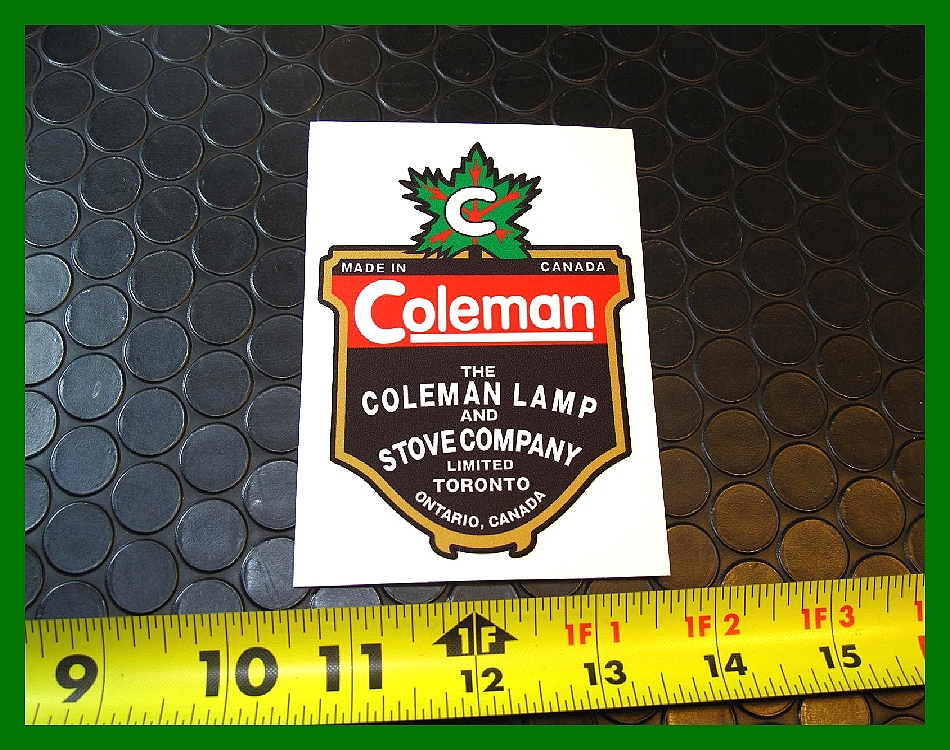 C
MADE IN CANADA
Coleman
THE
COLEMAN LAMP
AND
STOVE COMPANY
LIMITED
TORONTO
ONTARIO, CANADA
1F 1F 1 1F 2 1F 3
9 10 11 12 13 14 15